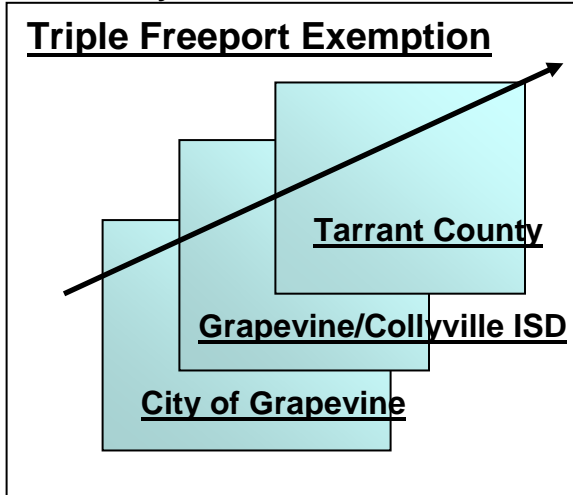 Triple Freeport Exemption
Tarrant County
Grapevine/Collyville ISD
City of Grapevine